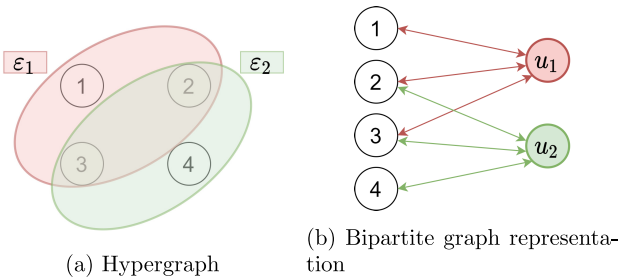 ε₁
1
2
ε₂
3
4
(a) Hypergraph
1
2
3
4
u₁
u₂
(b) Bipartite graph representa-
tion